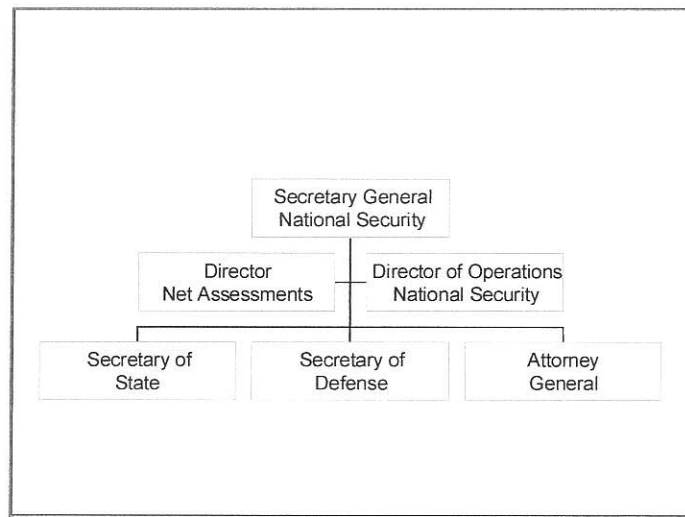 Secretary General
National Security
Director
Net Assessments
Director of Operations
National Security
Secretary of
State
Secretary of
Defense
Attorney
General